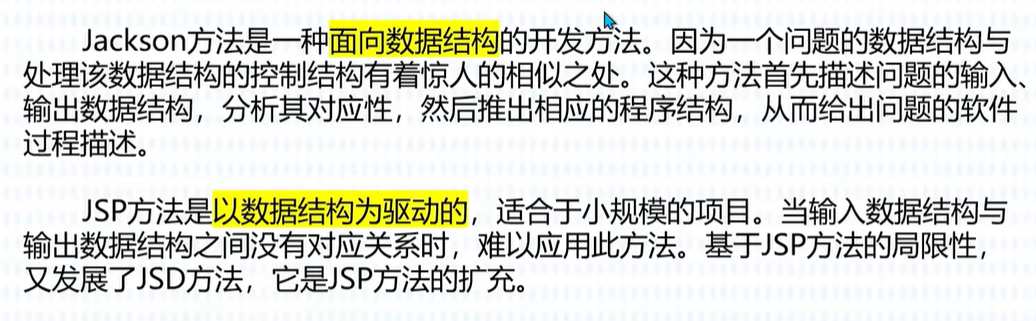 Jackson方法是一种面向数据结构的开发方法。因为一个问题的数据结构与
处理该数据结构的控制结构有着惊人的相似之处。这种方法首先描述问题的输入、
输出数据结构，分析其对应性，然后推出相应的程序结构，从而给出问题的软件
过程描述。
JSP方法是以数据结构为驱动的，适合于小规模的项目。当输入数据结构与
输出数据结构之间没有对应关系时，难以应用此方法。基于JSP方法的局限性，
又发展了JSD方法，它是JSP方法的扩充。